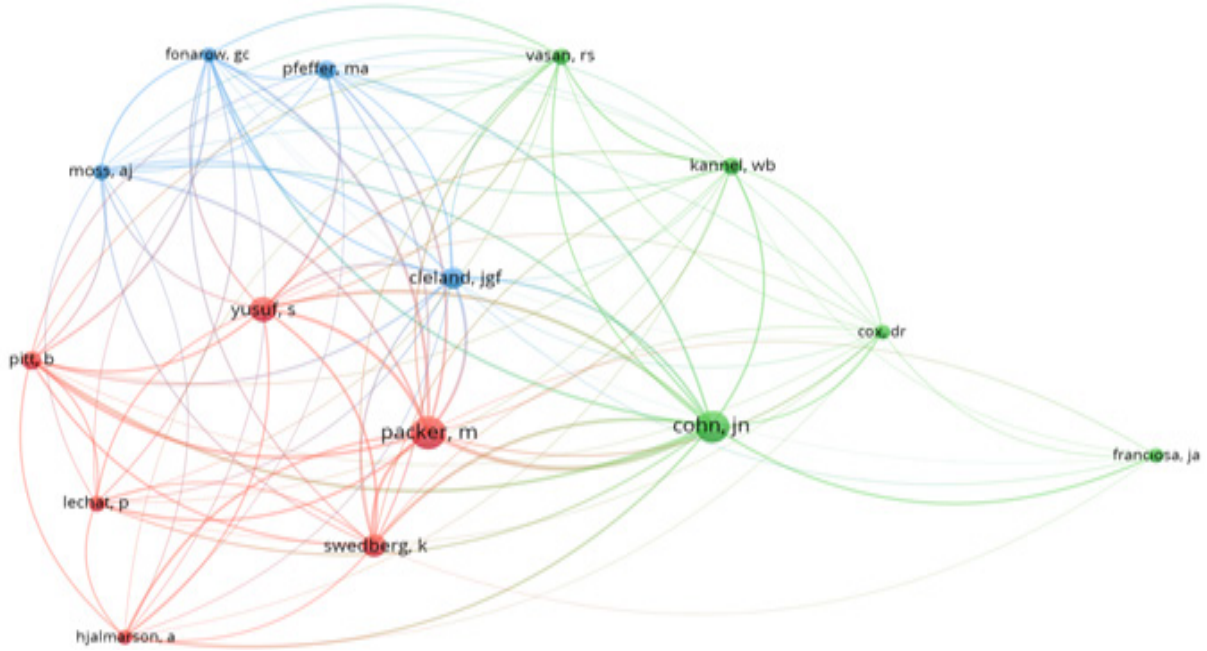 fonarow, gc
vasan, rs
pfeffer, ma
kannel, wb
moss, aj
cleland, jgf
yusuf, s
cox, dr
pitt, b
cohn, jn
packer, m
franciosa, ja
lechat, p
swedberg, k
hjalmarson, a